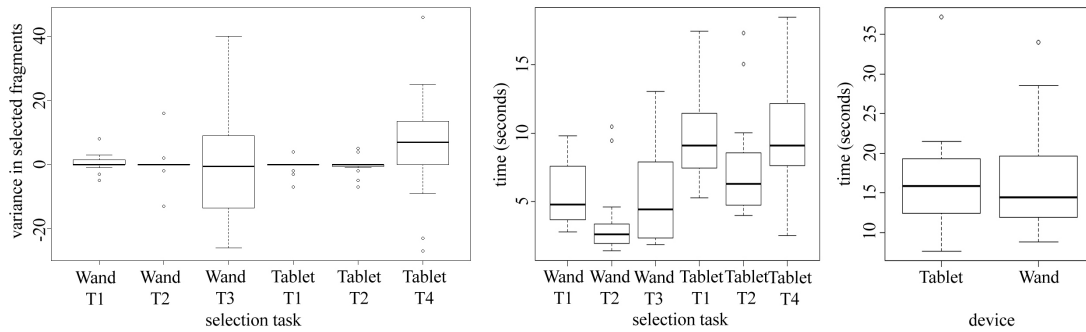 variance in selected fragments
40
20
0
-20
Wand Wand Wand Tablet Tablet Tablet
T1 T2 T3 T1 T2 T4
selection task
time (seconds)
15
10
5
Wand Wand Wand Tablet Tablet Tablet
T1 T2 T3 T1 T2 T4
selection task
time (seconds)
35
30
25
20
15
10
Tablet Wand
device